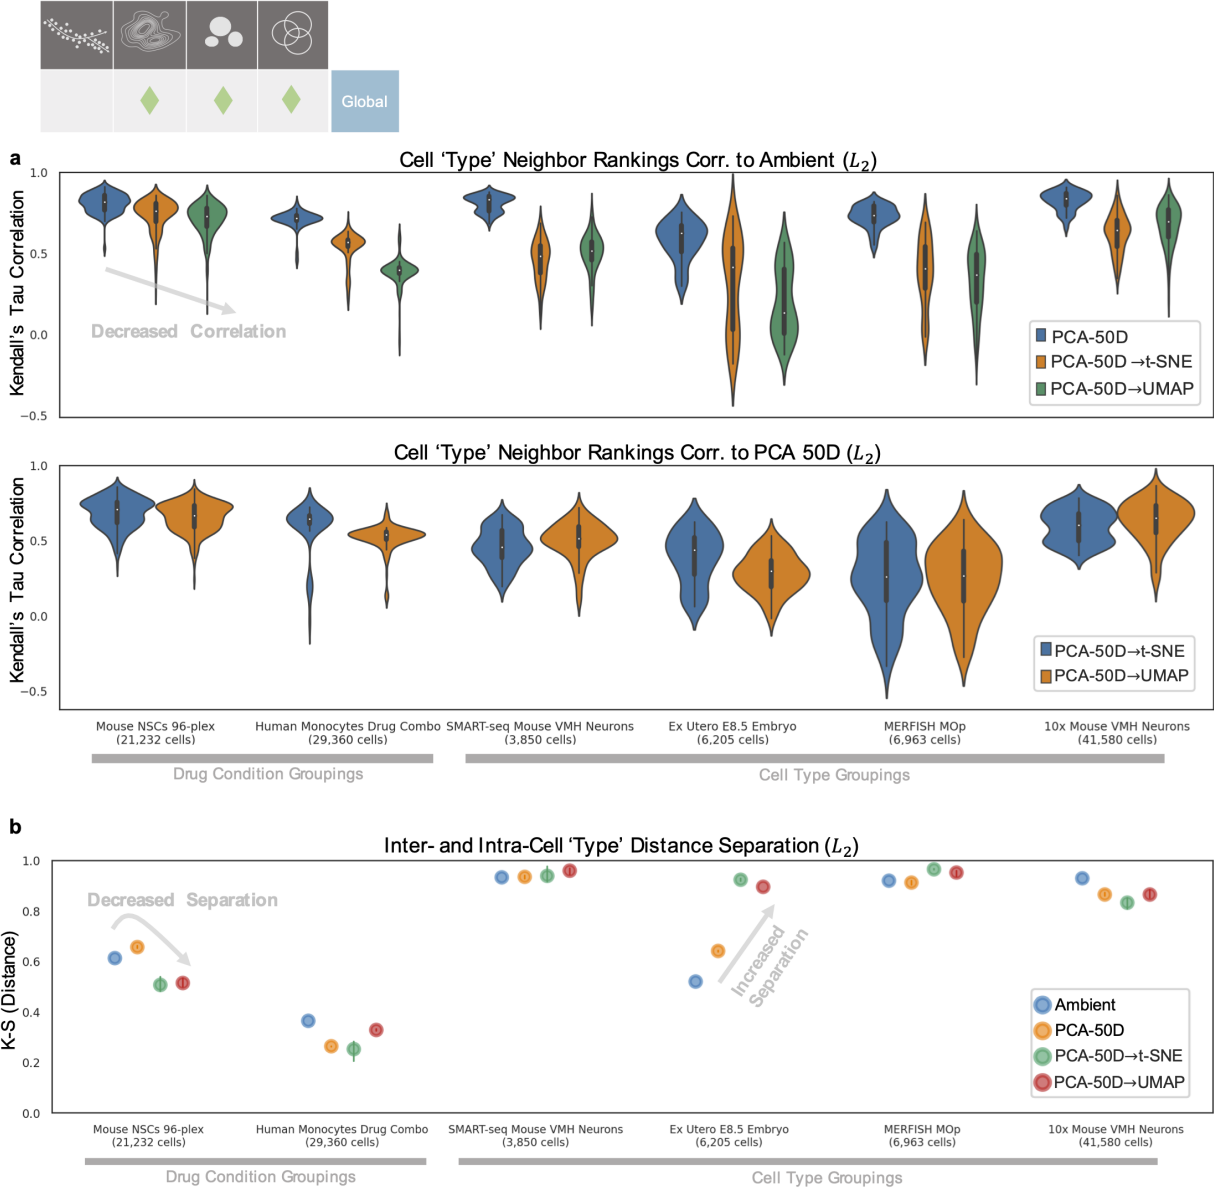 Global
a
Cell ‘Type’ Neighbor Rankings Corr. to Ambient (L₂)
Kendall’s Tau Correlation
1.0
0.5
0.0
−0.5
Decreased Correlation
PCA-50D
PCA-50D→t-SNE
PCA-50D→UMAP
Cell ‘Type’ Neighbor Rankings Corr. to PCA 50D (L₂)
Kendall’s Tau Correlation
1.0
0.5
0.0
−0.5
PCA-50D→t-SNE
PCA-50D→UMAP
Mouse NSCs 96-plex
(21,232 cells)
Human Monocytes Drug Combo
(29,360 cells)
SMART-seq Mouse VMH Neurons
(3,850 cells)
Ex Utero E8.5 Embryo
(6,205 cells)
MERFISH MOp
(6,963 cells)
10x Mouse VMH Neurons
(41,580 cells)
Drug Condition Groupings
Cell Type Groupings
b
Inter- and Intra-Cell ‘Type’ Distance Separation (L₂)
K-S (Distance)
1.0
0.8
0.6
0.4
0.2
0.0
Decreased Separation
Increased
Separation
Ambient
PCA-50D
PCA-50D→t-SNE
PCA-50D→UMAP
Mouse NSCs 96-plex
(21,232 cells)
Human Monocytes Drug Combo
(29,360 cells)
SMART-seq Mouse VMH Neurons
(3,850 cells)
Ex Utero E8.5 Embryo
(6,205 cells)
MERFISH MOp
(6,963 cells)
10x Mouse VMH Neurons
(41,580 cells)
Drug Condition Groupings
Cell Type Groupings